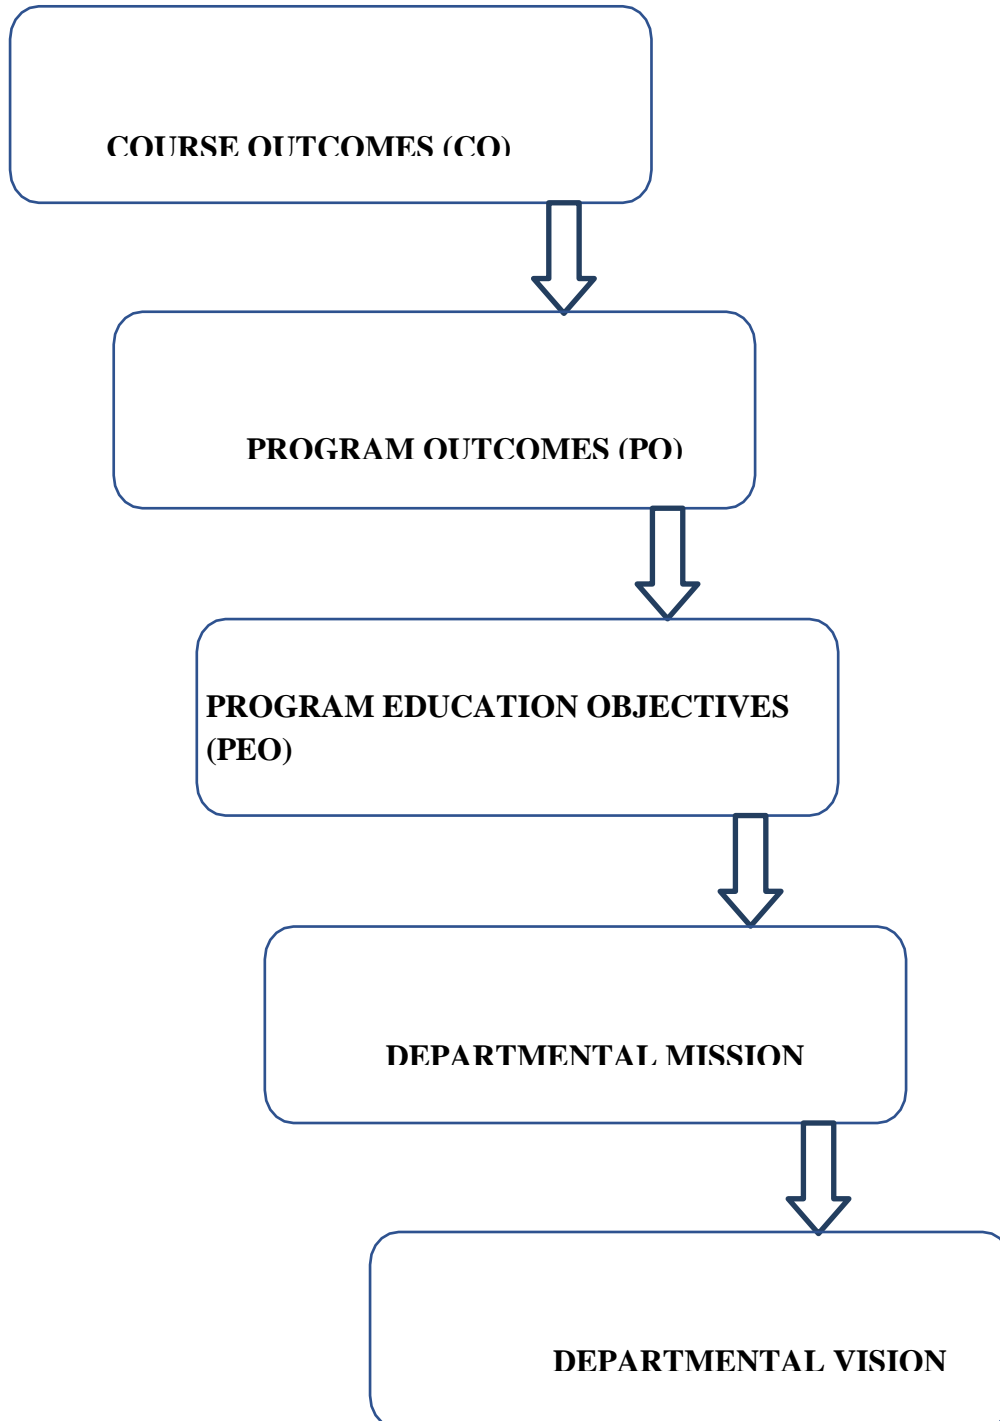 COURSE OUTCOMES (CO)
PROGRAM OUTCOMES (PO)
PROGRAM EDUCATION OBJECTIVES
(PEO)
DEPARTMENTAL MISSION
DEPARTMENTAL VISION